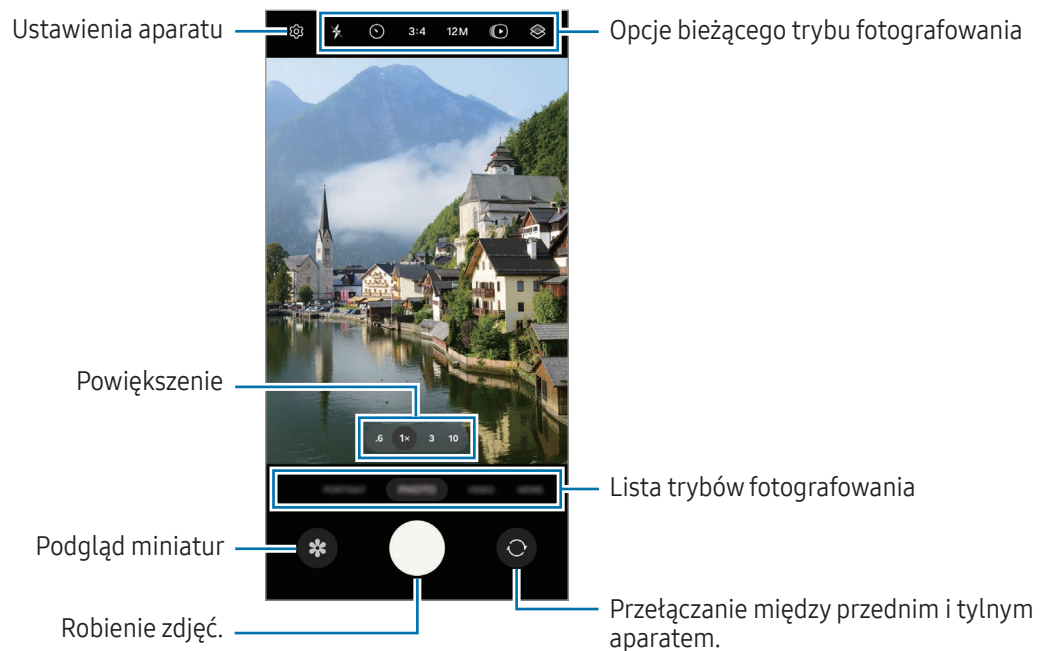 Ustawienia aparatu
3:4 12M
Opcje bieżącego trybu fotografowania
Powiększenie
.6 1× 3 10
Lista trybów fotografowania
Podgląd miniatur
Robienie zdjęć.
Przełączanie między przednim i tylnym
aparatem.